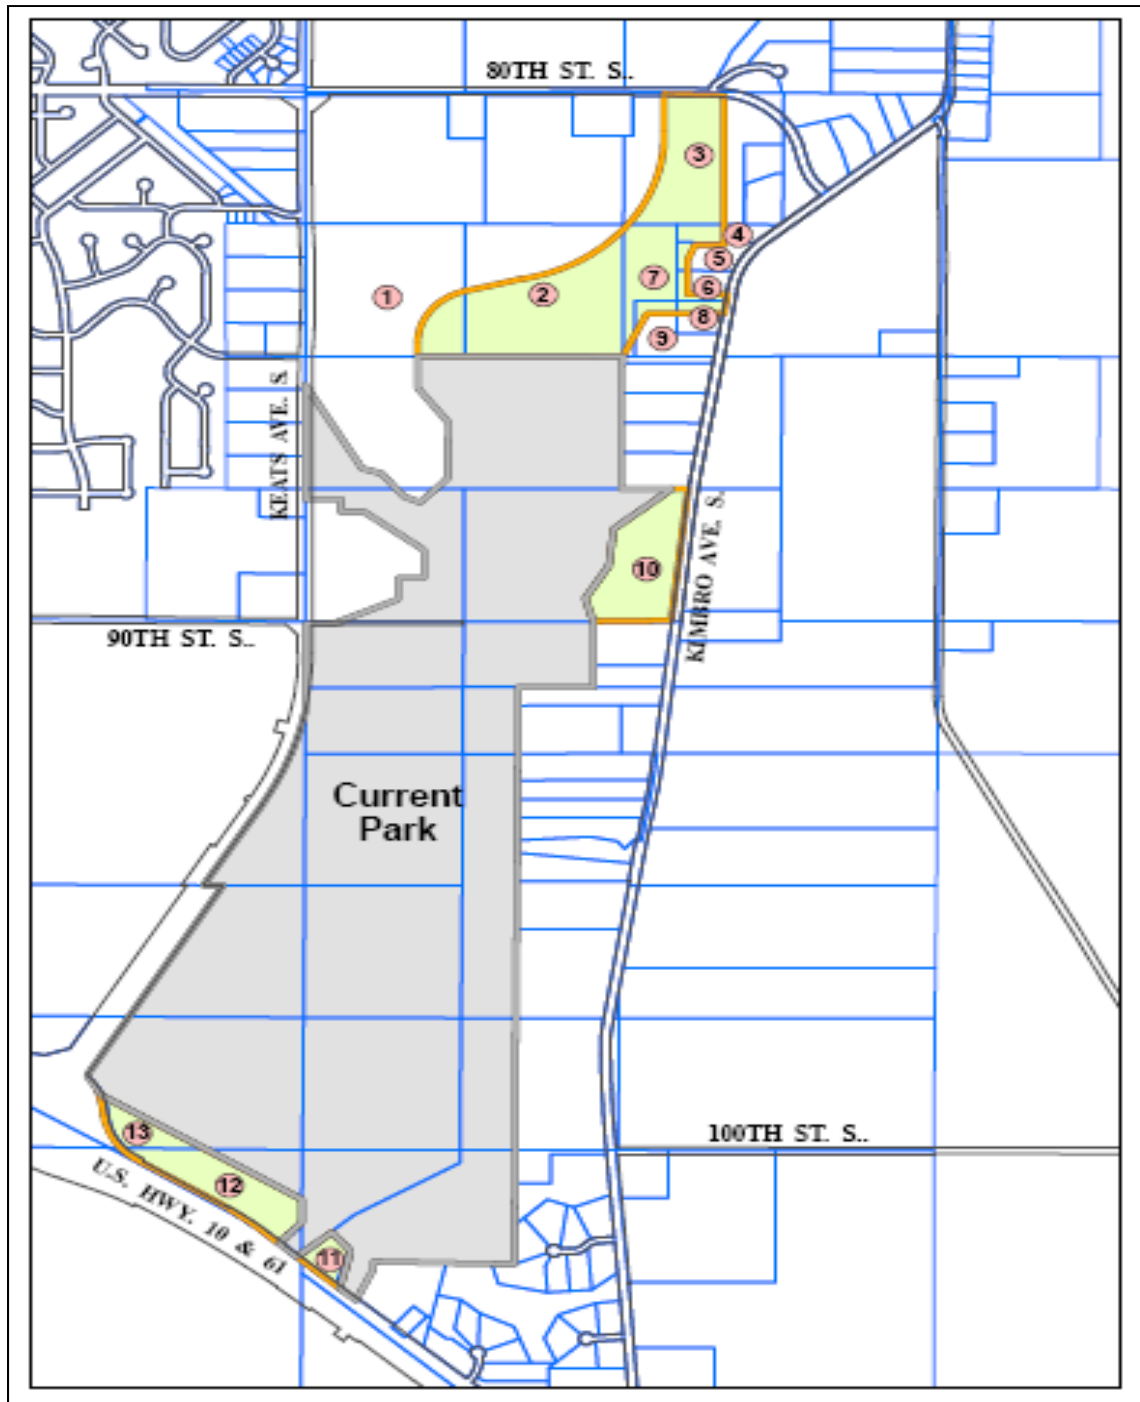 80TH ST. S..
3
4
5
7
6
1
2
8
9
KEATS AVE. S.
KIMBRO AVE. S.
10
90TH ST. S..
Current
Park
13
100TH ST. S..
12
U.S. HWY. 10 & 61
11